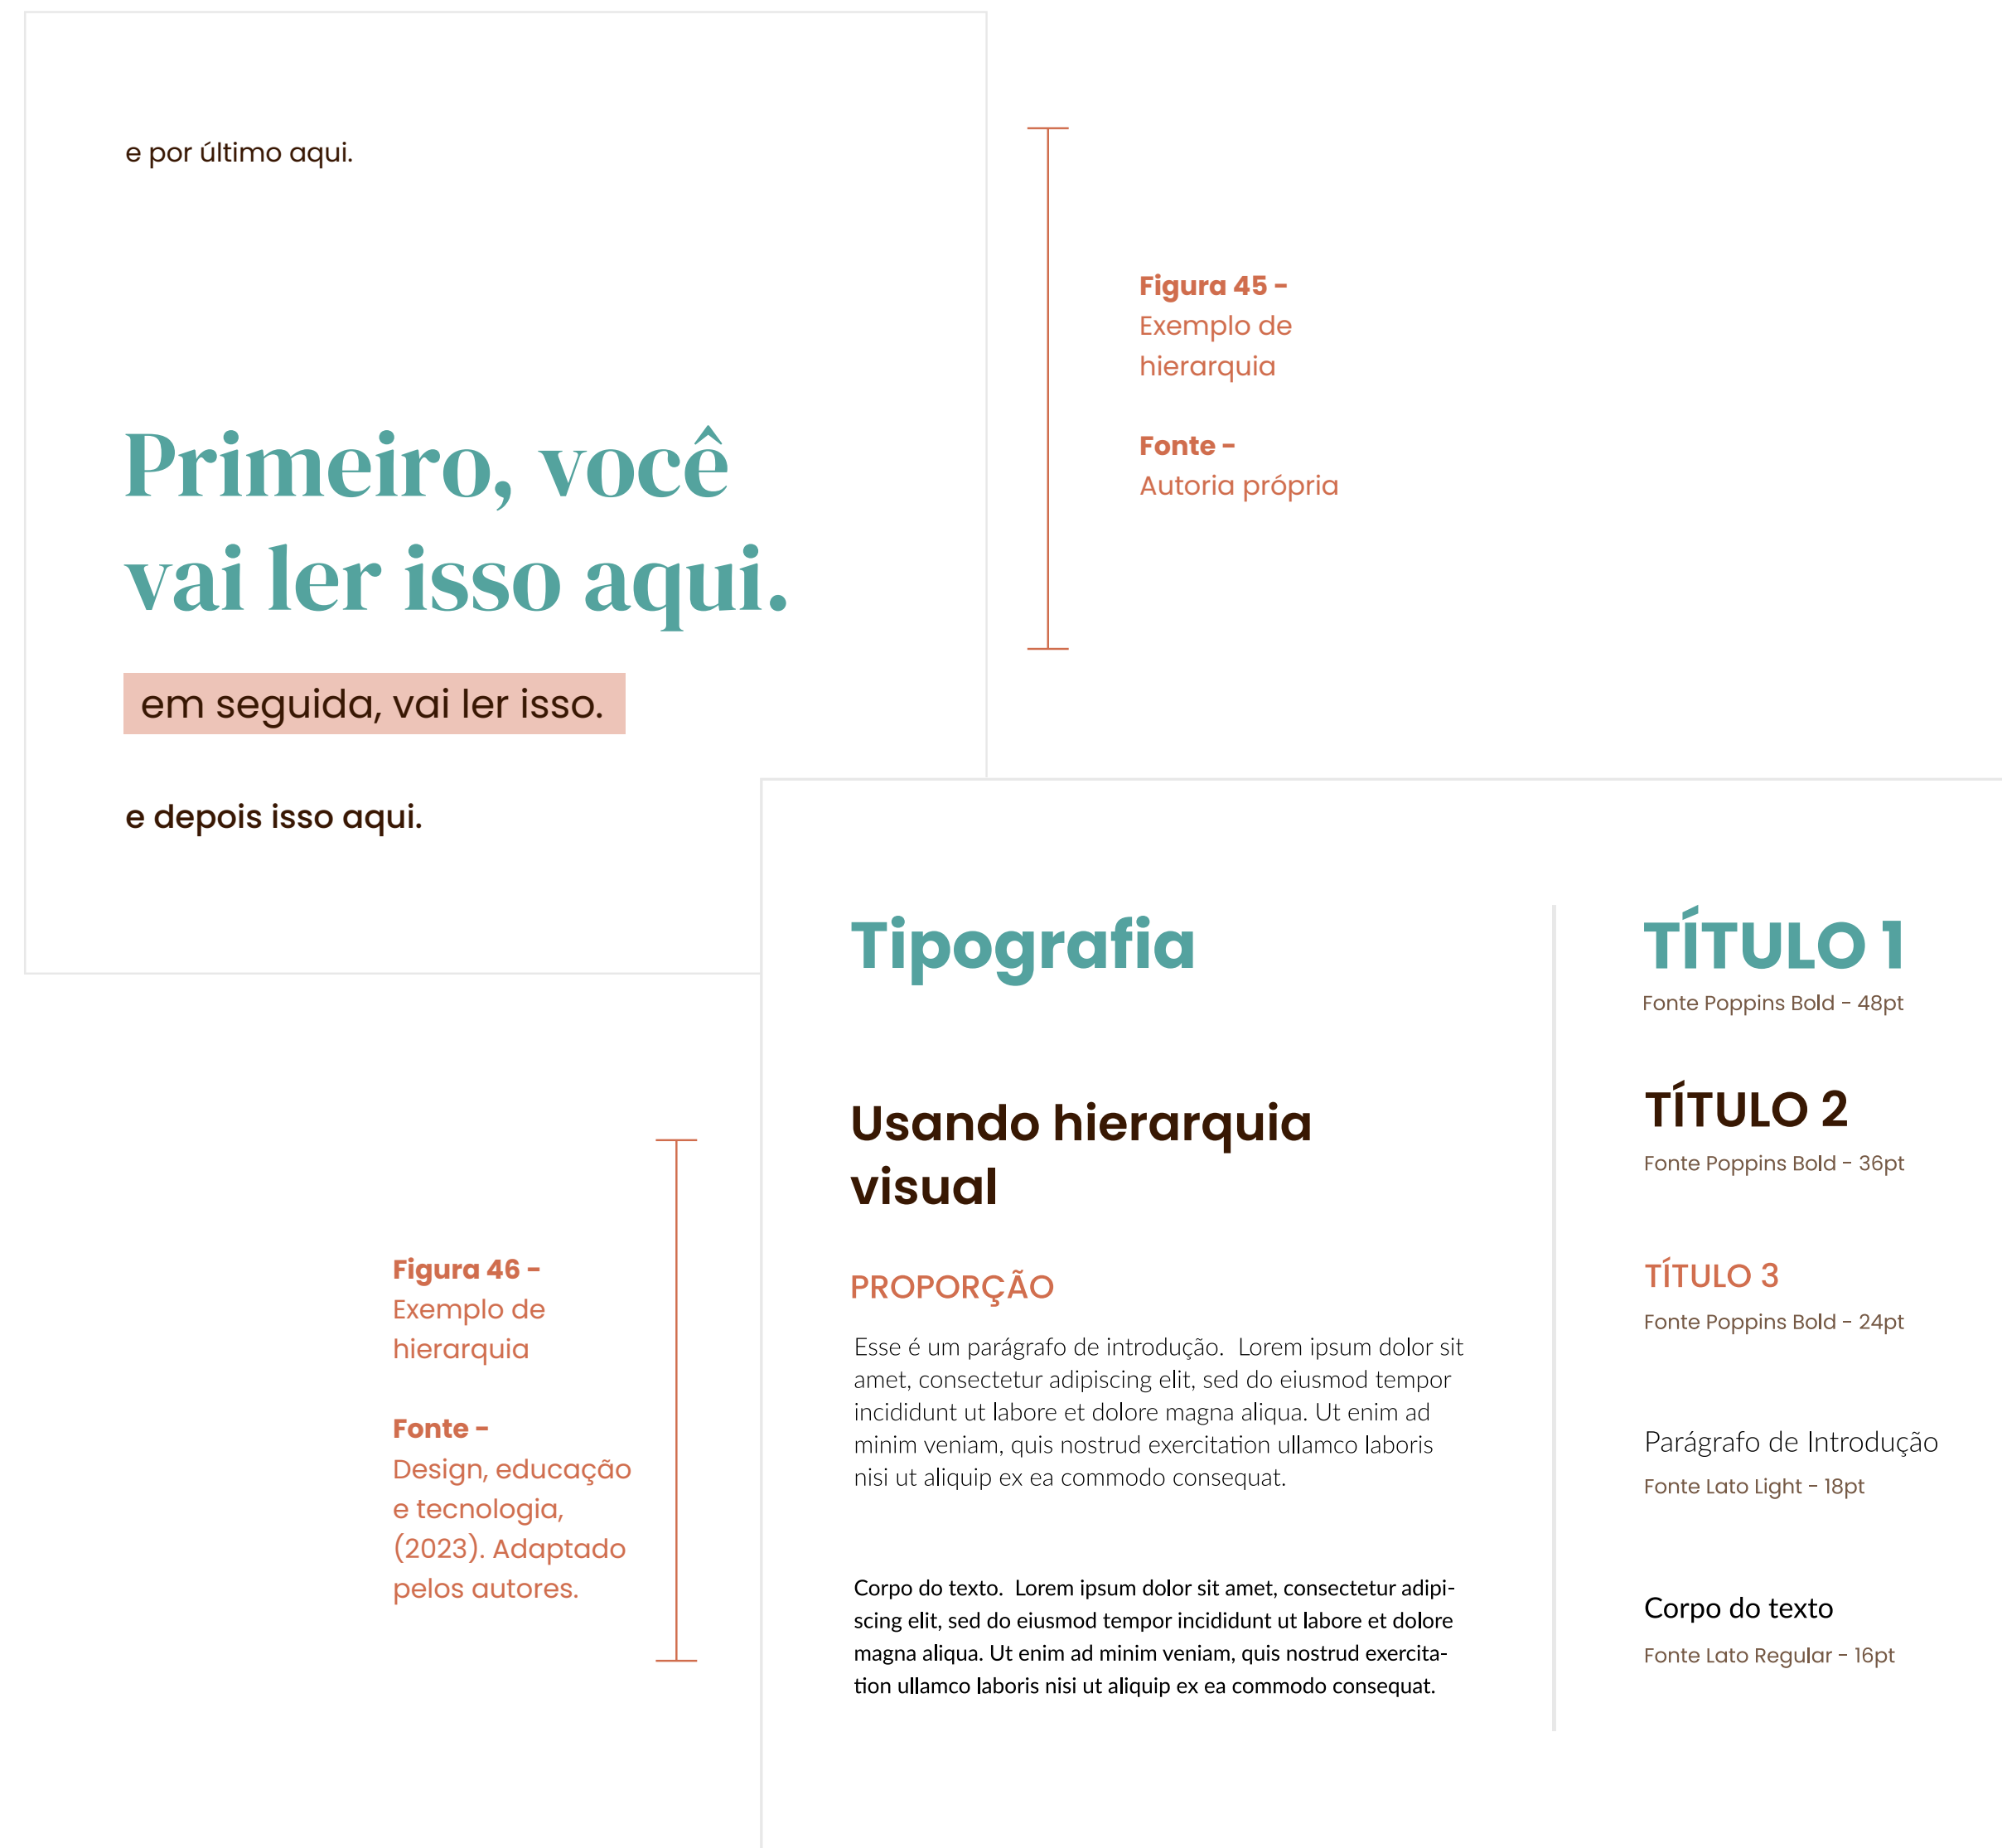 e por último aqui.
Primeiro, você
vai ler isso aqui.
em seguida, vai ler isso.
e depois isso aqui.
Figura 45 -
Exemplo de
hierarquia
Fonte -
Autoria própria
Figura 46 -
Exemplo de
hierarquia
Fonte -
Design, educação
e tecnologia,
(2023). Adaptado
pelos autores.
Tipografia
Usando hierarquia
visual
PROPORÇÃO
Esse é um parágrafo de introdução.  Lorem ipsum dolor sit
amet, consectetur adipiscing elit, sed do eiusmod tempor
incididunt ut labore et dolore magna aliqua. Ut enim ad
minim veniam, quis nostrud exercitation ullamco laboris
nisi ut aliquip ex ea commodo consequat.
Corpo do texto.  Lorem ipsum dolor sit amet, consectetur adipi-
scing elit, sed do eiusmod tempor incididunt ut labore et dolore
magna aliqua. Ut enim ad minim veniam, quis nostrud exercita-
tion ullamco laboris nisi ut aliquip ex ea commodo consequat.
TÍTULO 1
Fonte Poppins Bold - 48pt
TÍTULO 2
Fonte Poppins Bold - 36pt
TÍTULO 3
Fonte Poppins Bold - 24pt
Parágrafo de Introdução
Fonte Lato Light - 18pt
Corpo do texto
Fonte Lato Regular - 16pt